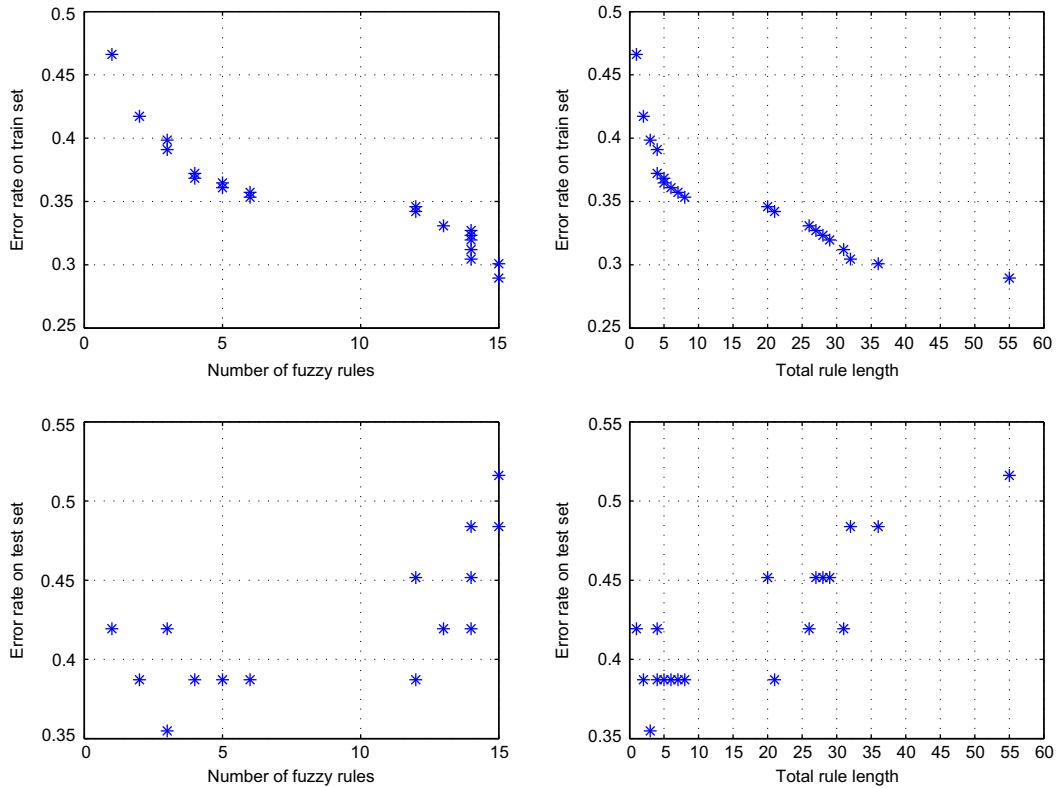 0.5
0.45
0.4
0.35
0.3
0.25
0 5 10 15
Error rate on train set
Number of fuzzy rules
0.5
0.45
0.4
0.35
0.3
0.25
0 5 10 15 20 25 30 35 40 45 50 55 60
Error rate on train set
Total rule length
0.55
0.5
0.45
0.4
0.35
0 5 10 15
Error rate on test set
Number of fuzzy rules
0.55
0.5
0.45
0.4
0.35
0 5 10 15 20 25 30 35 40 45 50 55 60
Error rate on test set
Total rule length